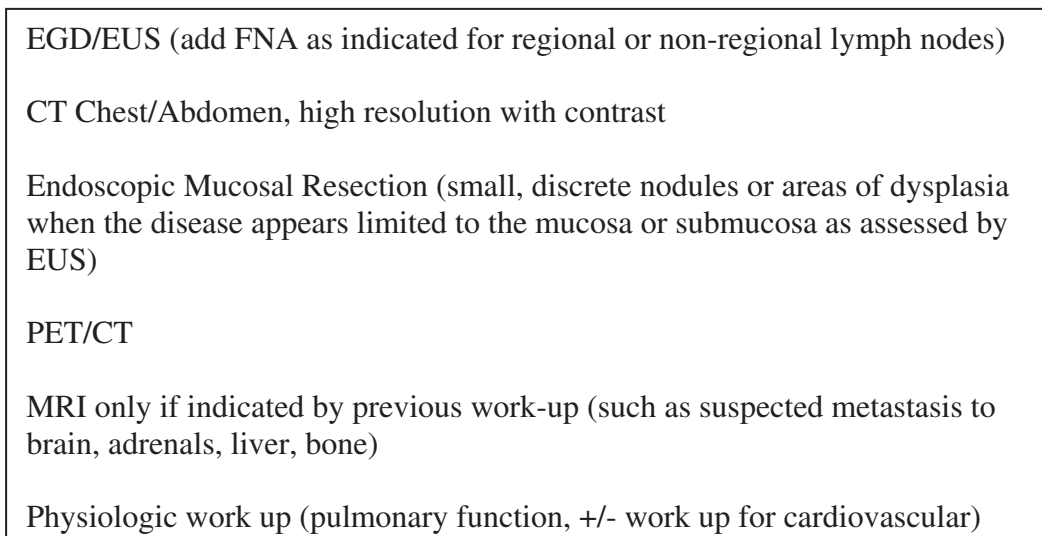 EGD/EUS (add FNA as indicated for regional or non-regional lymph nodes)
CT Chest/Abdomen, high resolution with contrast
Endoscopic Mucosal Resection (small, discrete nodules or areas of dysplasia
when the disease appears limited to the mucosa or submucosa as assessed by
EUS)
PET/CT
MRI only if indicated by previous work-up (such as suspected metastasis to
brain, adrenals, liver, bone)
Physiologic work up (pulmonary function, +/- work up for cardiovascular)